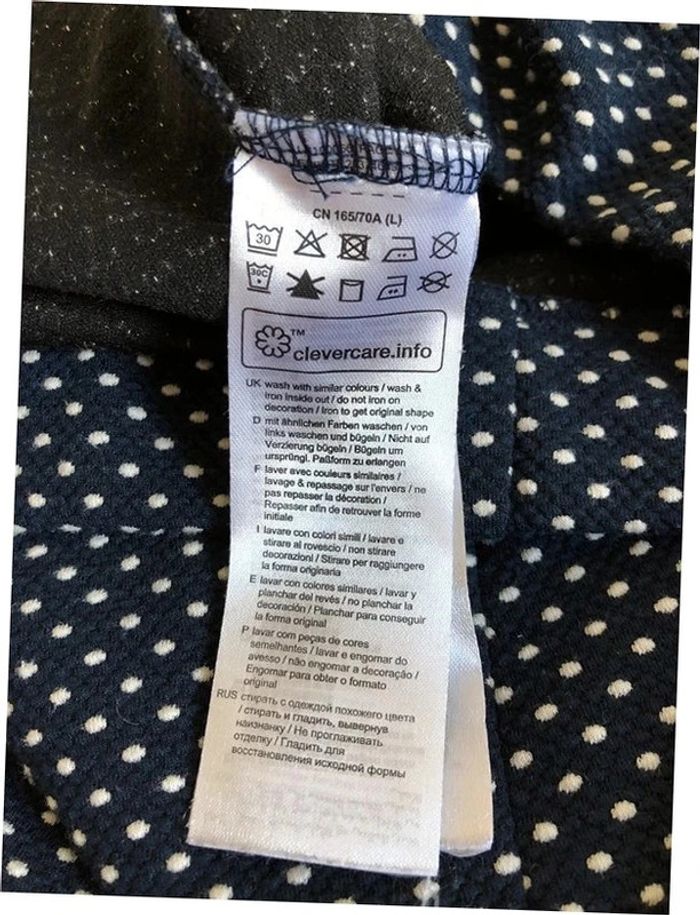 CN 165/70A (L)
30
30C
TM
clevercare.info
UK wash with similar colours / wash &
iron inside out / do not iron on
decoration / Iron to get original shape
D mit ähnlichen Farben waschen / von
links waschen und bügeln / Nicht auf
Verzierung bügeln / Bügeln um
ursprüngl. Paßform zu erlangen
F laver avec couleurs similaires /
lavage & repassage sur l'envers / ne
pas repasser la décoration /
Repasser afin de retrouver la forme
initiale
I lavare con colori simili / lavare e
stirare al rovescio / non stirare
decorazioni / Stirare per raggiungere
la forma originaria
E lavar con colores similares / lavar y
planchar del revés / no planchar la
decoración / Planchar para conseguir
la forma original
P lavar com peças de cores
semelhantes / lavar e engomar do
avesso / não engomar a decoração /
Engomar para obter o formato
original
RUS стирать с одеждой похожего цвета
/ стирать и гладить, вывернув
наизнанку / Не проглаживать
отделку / Гладить для
восстановления исходной формы